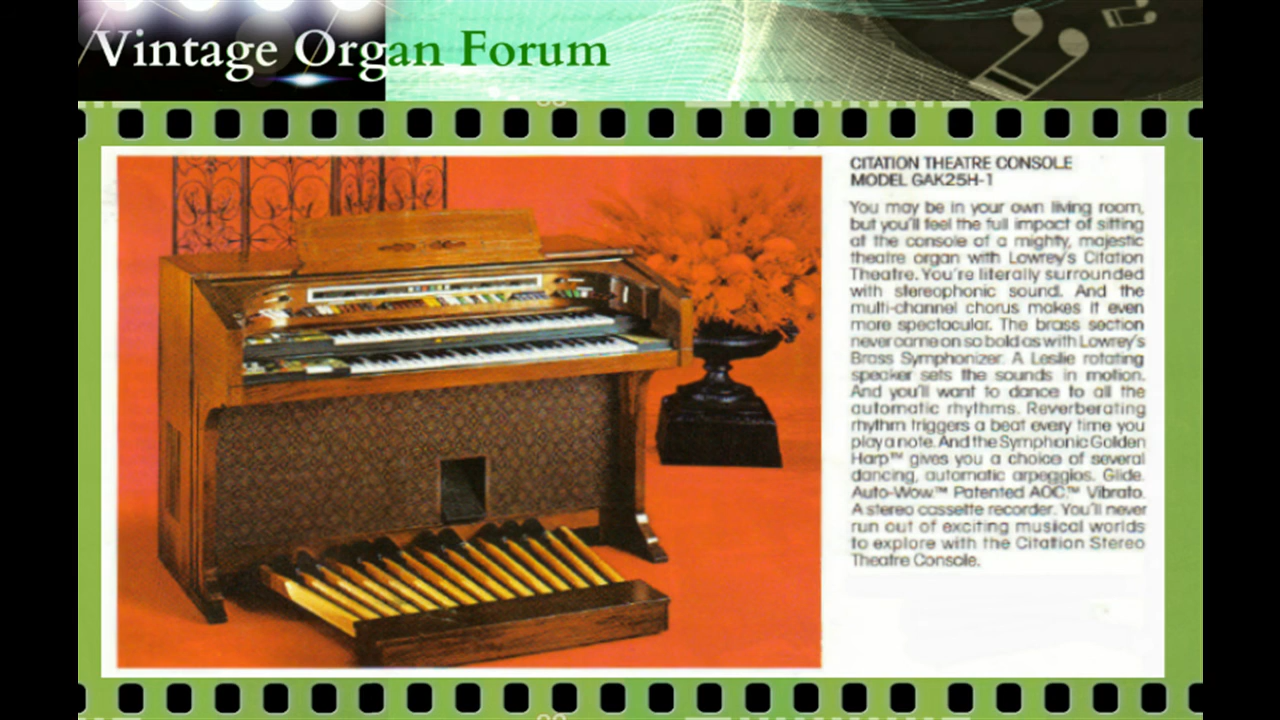 Vintage Organ Forum
CITATION THEATRE CONSOLE
MODEL GAK25H-1
You may be in your own living room,
but you'll feel the full impact of sitting
at the console of a mighty, majestic
theatre organ with Lowrey's Citation
Theatre. You're literally surrounded
with stereophonic sound. And the
multi-channel chorus makes it even
more spectacular. The brass section
never came on so bold as with Lowrey's
Brass Symphonizer. A Leslie rotating
speaker sets the sounds in motion.
And you'll want to dance to all the
automatic rhythms. Reverberating
rhythm triggers a beat every time you
play a note. And the Symphonic Golden
Harp™ gives you a choice of several
dancing, automatic arpeggios. Glide.
Auto-Wow.™ Patented AOC.™ Vibrato.
A stereo cassette recorder. You'll never
run out of exciting musical worlds
to explore with the Citation Stereo
Theatre Console.